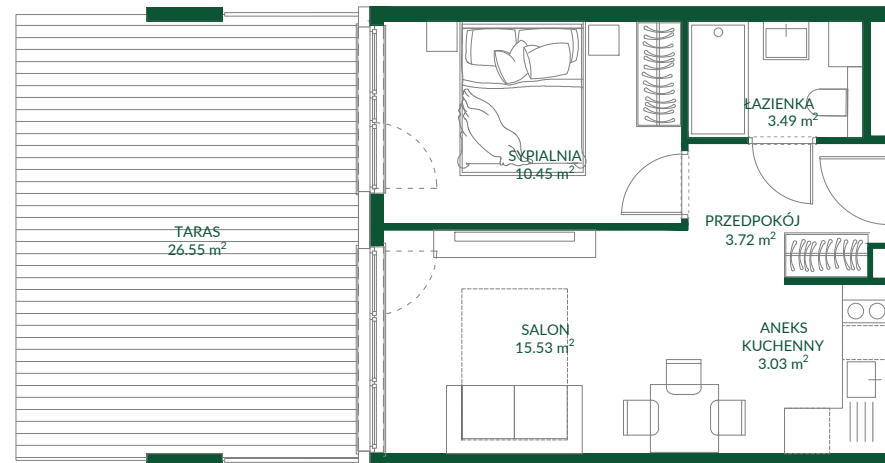 ŁAZIENKA
3.49 m²
SYPIALNIA
10.45 m²
PRZEDPOKÓJ
3.72 m²
TARAS
26.55 m²
SALON
15.53 m²
ANEKS
KUCHENNY
3.03 m²